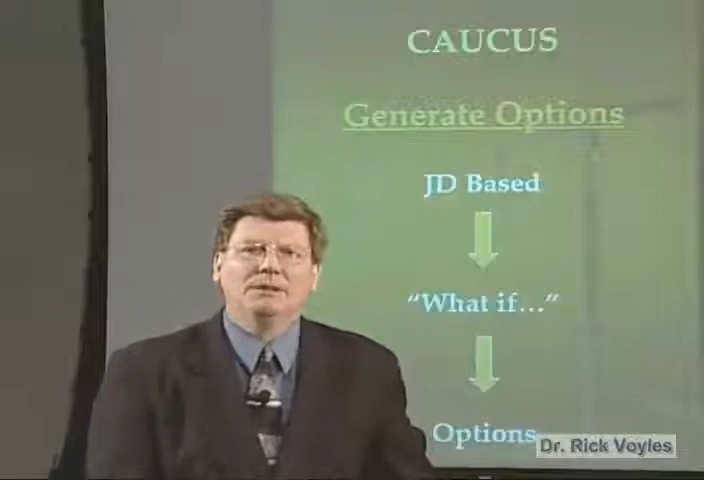 CAUCUS
Generate Options
JD Based
“What if...”
Options
Dr. Rick Voyles